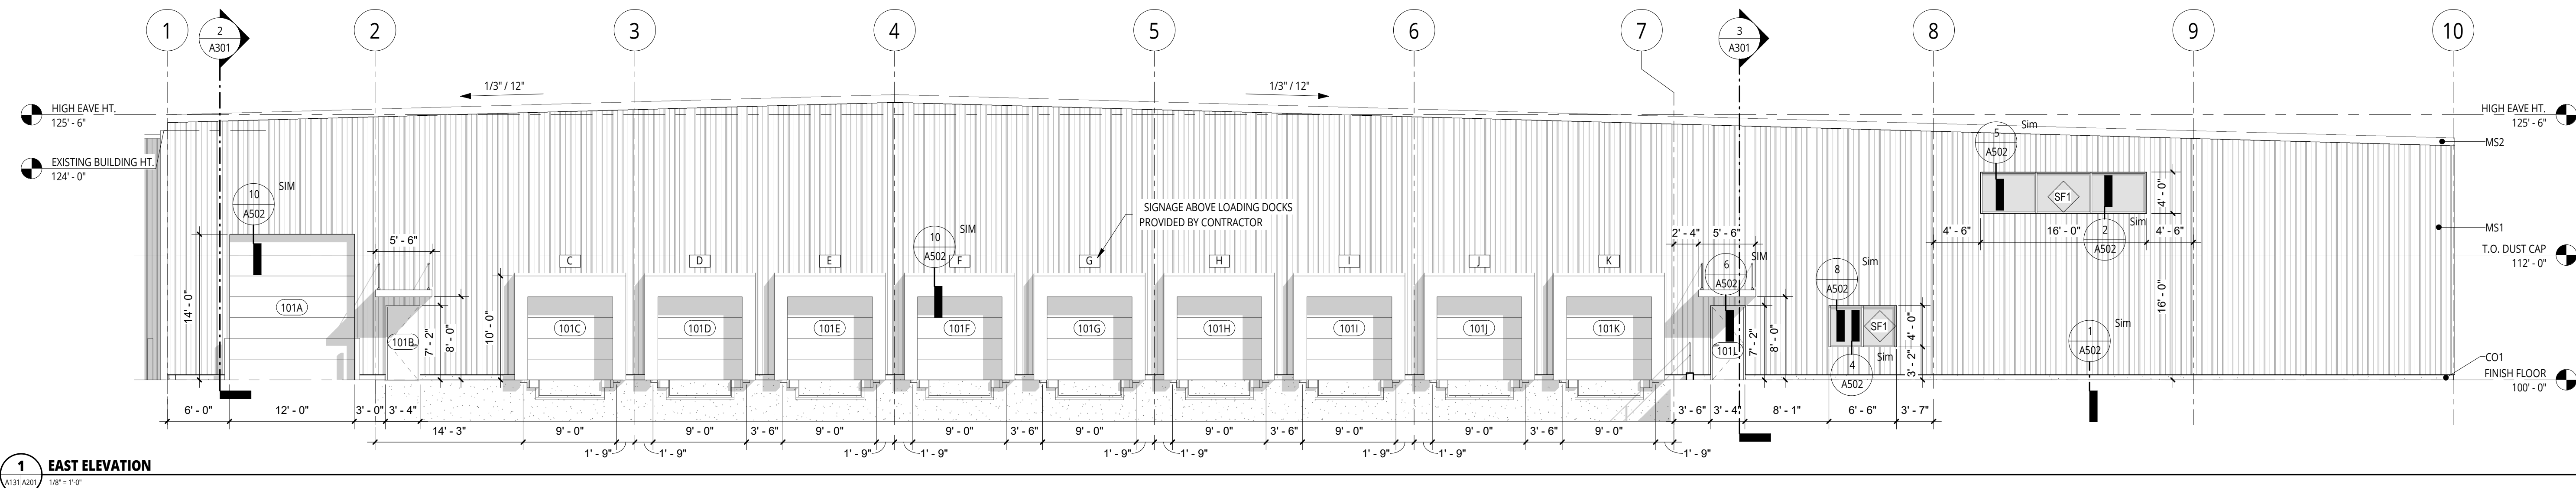 1
2
A301
2
3
4
5
6
7
3
A301
8
9
10
1/3" / 12"
1/3" / 12"
HIGH EAVE HT.
125' - 6"
HIGH EAVE HT.
125' - 6"
EXISTING BUILDING HT.
124' - 0"
5
A502
Sim
MS2
10
A502
SIM
SIGNAGE ABOVE LOADING DOCKS
PROVIDED BY CONTRACTOR
SF1
4' - 0"
2
A502
Sim
4' - 6"
16' - 0"
4' - 6"
MS1
5' - 6"
10
A502
SIM
2' - 4"
5' - 6"
T.O. DUST CAP
112' - 0"
C
D
E
F
G
H
I
J
K
6
A502
SIM
8
A502
Sim
14' - 0"
101A
101B
7' - 2"
8' - 0"
10' - 0"
101C
101D
101E
101F
101G
101H
101I
101J
101K
101L
7' - 2"
8' - 0"
SF1
4' - 0"
3' - 2"
4
A502
Sim
1
A502
Sim
16' - 0"
CO1
FINISH FLOOR
100' - 0"
6' - 0"
12' - 0"
3' - 0"
3' - 4"
3' - 6"
3' - 4"
8' - 1"
6' - 6"
3' - 7"
14' - 3"
9' - 0"
9' - 0"
3' - 6"
9' - 0"
9' - 0"
3' - 6"
9' - 0"
9' - 0"
3' - 6"
9' - 0"
9' - 0"
3' - 6"
9' - 0"
1' - 9"
1' - 9"
1' - 9"
1' - 9"
1' - 9"
1' - 9"
1' - 9"
1' - 9"
1' - 9"
1
A131
A201
EAST ELEVATION
1/8" = 1'-0"